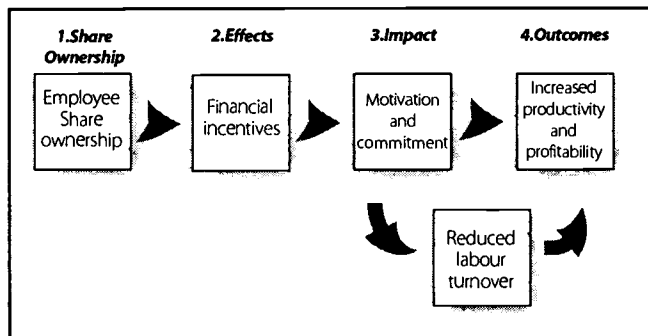 1.Share
Ownership
2.Effects
3.Impact
4.Outcomes
Employee
Share
ownership
Financial
incentives
Motivation
and
commitment
Increased
productivity
and
profitability
Reduced
labour
turnover